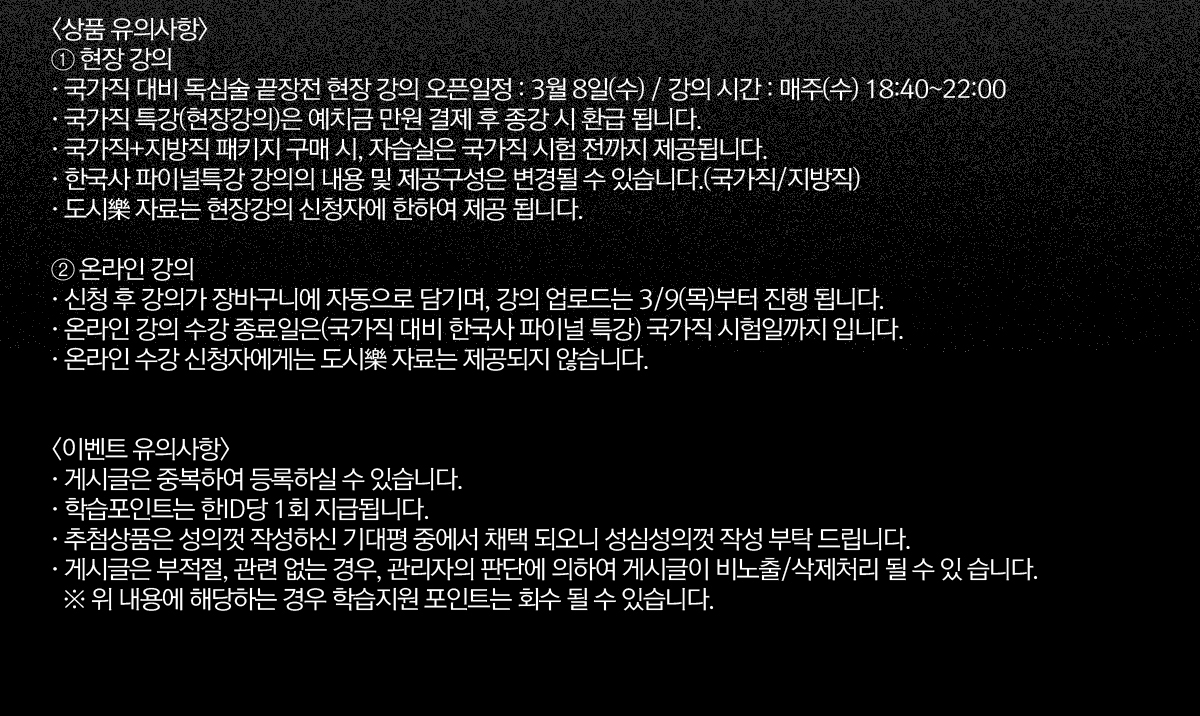 <상품 유의사항>
① 현장 강의
· 국가직 대비 독심술 끝장전 현장 강의 오픈일정 : 3월 8일(수) / 강의 시간 : 매주(수) 18:40~22:00
· 국가직 특강(현장강의)은 예치금 만원 결제 후 종강 시 환급 됩니다.
· 국가직+지방직 패키지 구매 시, 자습실은 국가직 시험 전까지 제공됩니다.
· 한국사 파이널특강 강의의 내용 및 제공구성은 변경될 수 있습니다.(국가직/지방직)
· 도시樂 자료는 현장강의 신청자에 한하여 제공 됩니다.
② 온라인 강의
· 신청 후 강의가 장바구니에 자동으로 담기며, 강의 업로드는 3/9(목)부터 진행 됩니다.
· 온라인 강의 수강 종료일은(국가직 대비 한국사 파이널 특강) 국가직 시험일까지 입니다.
· 온라인 수강 신청자에게는 도시樂 자료는 제공되지 않습니다.
<이벤트 유의사항>
· 게시글은 중복하여 등록하실 수 있습니다.
· 학습포인트는 한ID당 1회 지급됩니다.
· 추첨상품은 성의껏 작성하신 기대평 중에서 채택 되오니 성심성의껏 작성 부탁 드립니다.
· 게시글은 부적절, 관련 없는 경우, 관리자의 판단에 의하여 게시글이 비노출/삭제처리 될 수 있 습니다.
※ 위 내용에 해당하는 경우 학습지원 포인트는 회수 될 수 있습니다.